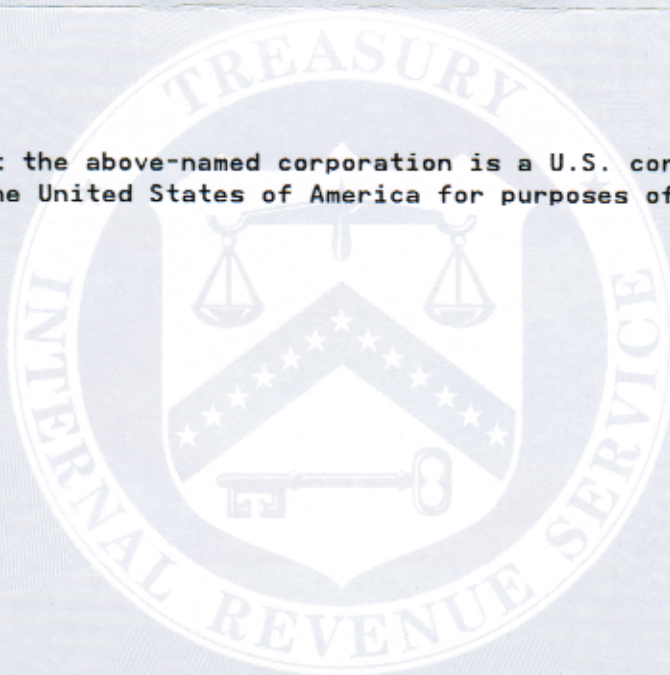 TREASURY
: the above-named corporation is a U.S. cor
he United States of America for purposes of
INTERNAL REVENUE SERVICE